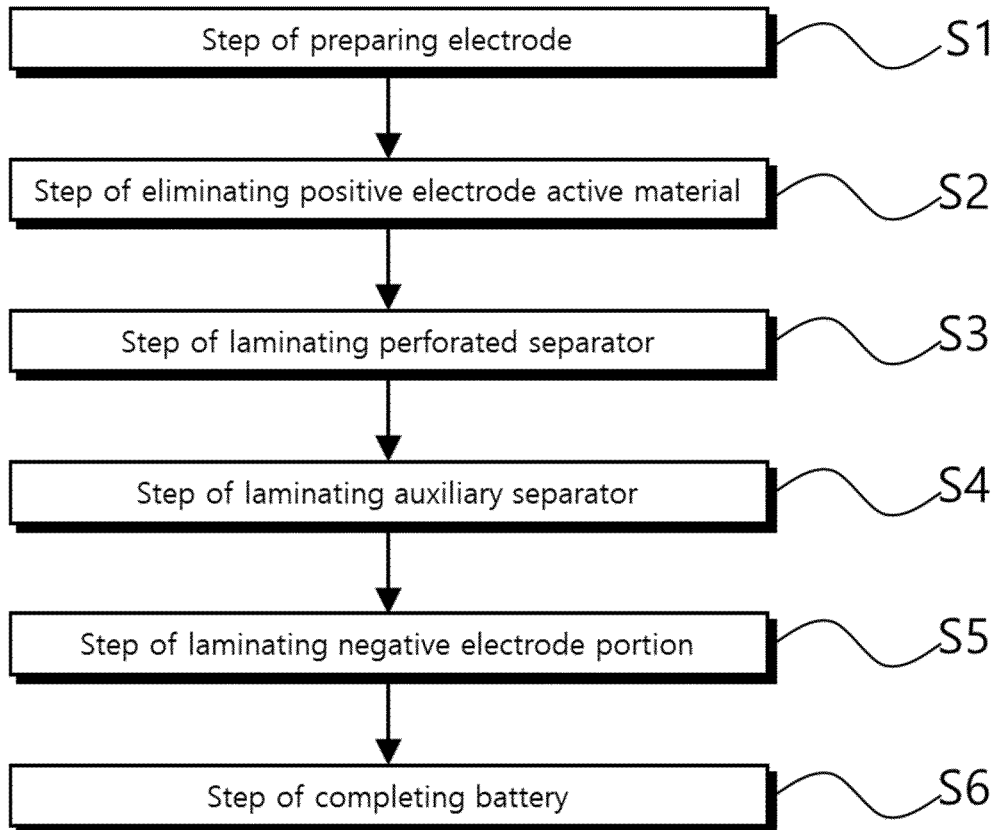 Step of preparing electrode
S1
Step of eliminating positive electrode active material
S2
Step of laminating perforated separator
S3
Step of laminating auxiliary separator
S4
Step of laminating negative electrode portion
S5
Step of completing battery
S6